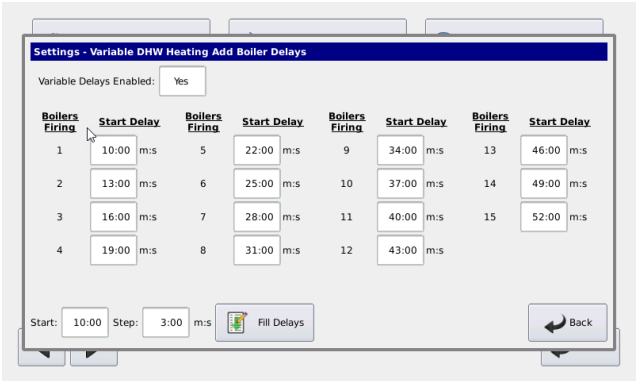 Settings - Variable DHW Heating Add Boiler Delays
Variable Delays Enabled: Yes
Boilers Firing Start Delay Boilers Firing Start Delay Boilers Firing Start Delay Boilers Firing Start Delay
1 10:00 m:s 5 22:00 m:s 9 34:00 m:s 13 46:00 m:s
2 13:00 m:s 6 25:00 m:s 10 37:00 m:s 14 49:00 m:s
3 16:00 m:s 7 28:00 m:s 11 40:00 m:s 15 52:00 m:s
4 19:00 m:s 8 31:00 m:s 12 43:00 m:s
Start: 10:00 Step: 3:00 m:s Fill Delays Back